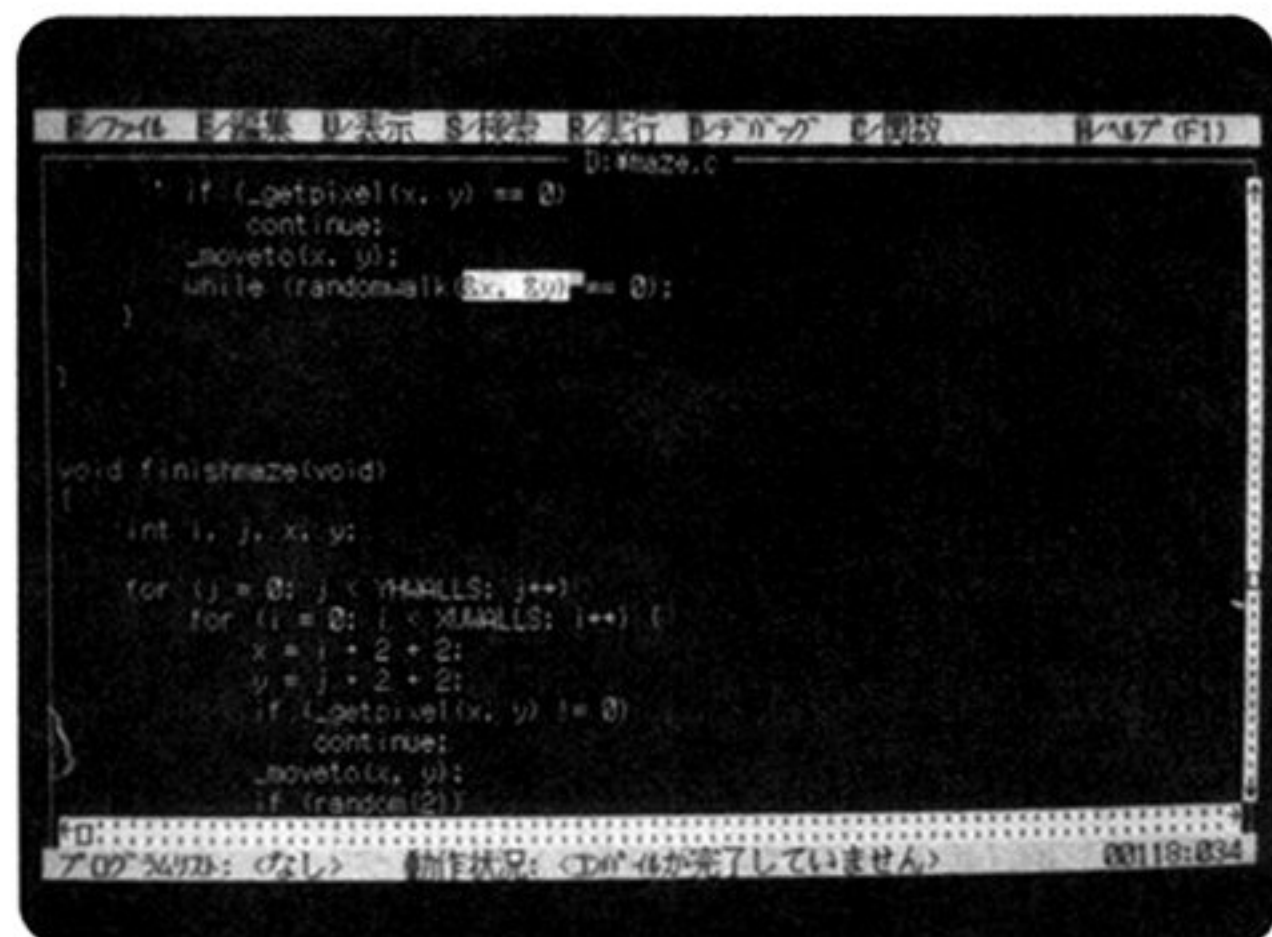 F/ファイル E/編集 V/表示 S/検索 R/実行 D/デバッグ C/関数 H/ヘルプ(F1)
D:¥maze.c
if (_getpixel(x, y) == 0)
continue;
_moveto(x, y);
while (randomwalk(&x, &y) == 0);
}
}
void finishmaze(void)
{
int i, j, x, y;
for (j = 0; j < YHWALLS; j++)
for (i = 0; i < XVWALLS; i++) {
x = i * 2 + 2;
y = j * 2 + 2;
if (_getpixel(x, y) != 0)
continue;
_moveto(x, y);
if (random(2))
プログラムリスト: <なし> 動作状況: <コンパイルが完了していません> 00118:034